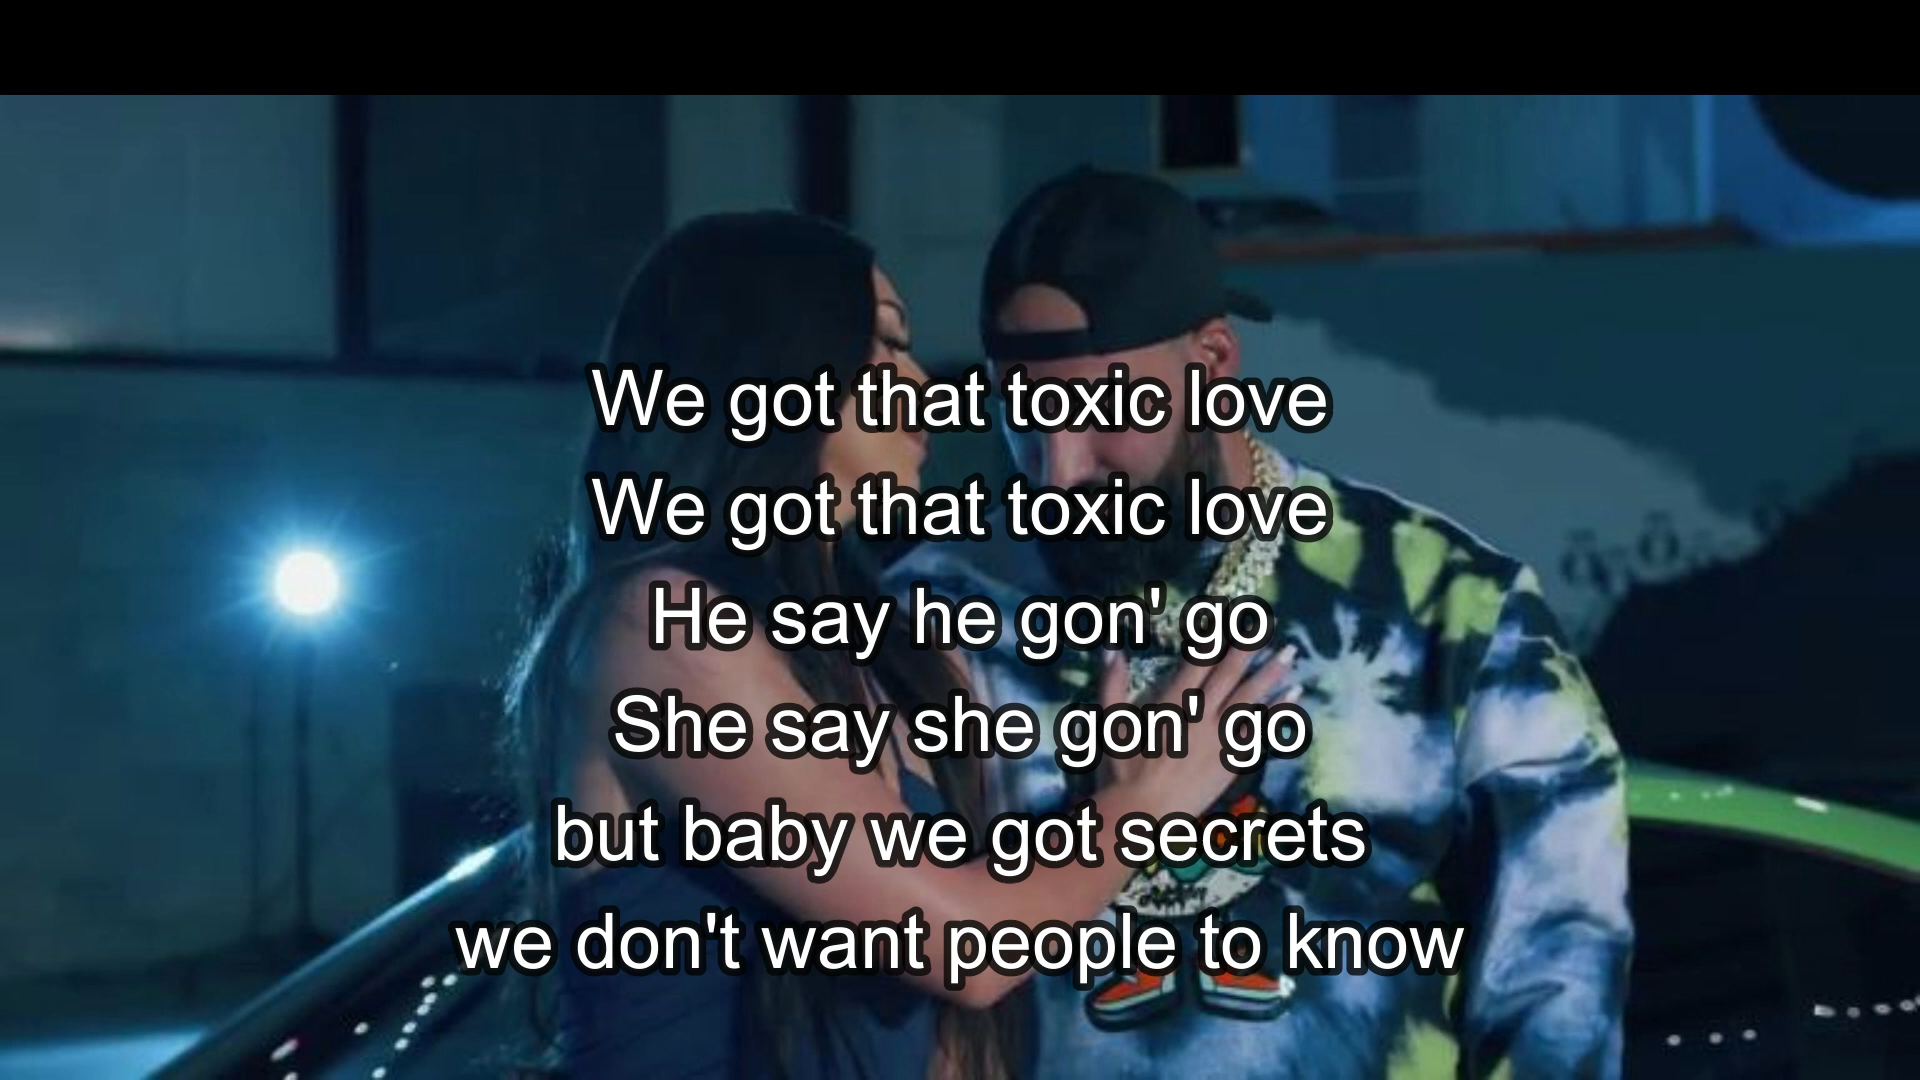 We got that toxic love
We got that toxic love
He say he gon' go
She say she gon' go
but baby we got secrets
we don't want people to know